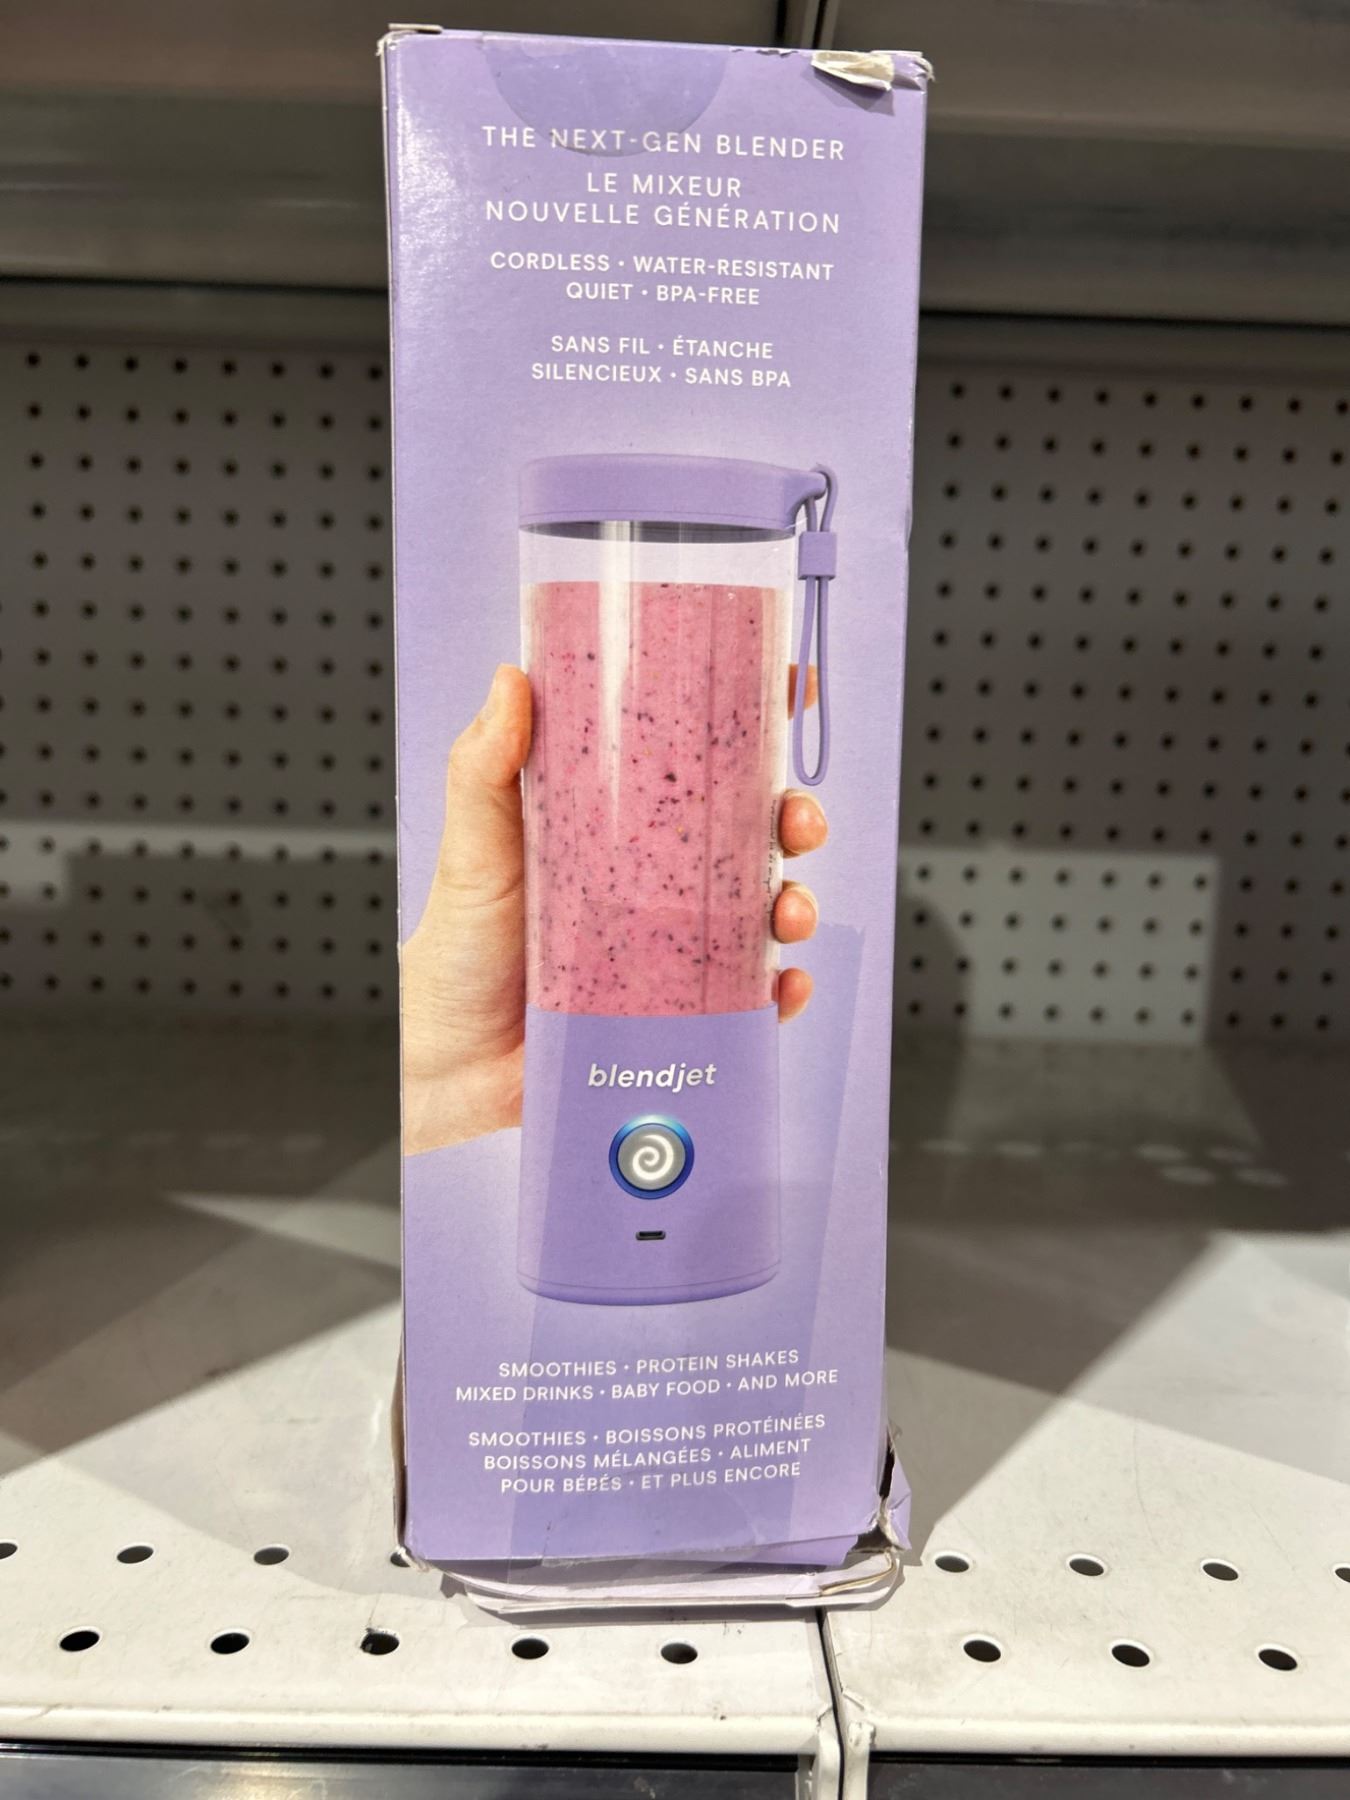 THE NEXT-GEN BLENDER
LE MIXEUR
NOUVELLE GÉNÉRATION
CORDLESS • WATER-RESISTANT
QUIET • BPA-FREE
SANS FIL • ÉTANCHE
SILENCIEUX • SANS BPA
blendjet
SMOOTHIES • PROTEIN SHAKES
MIXED DRINKS • BABY FOOD • AND MORE
SMOOTHIES • BOISSONS PROTÉINÉES
BOISSONS MÉLANGÉES • ALIMENT
POUR BÉBÉS • ET PLUS ENCORE